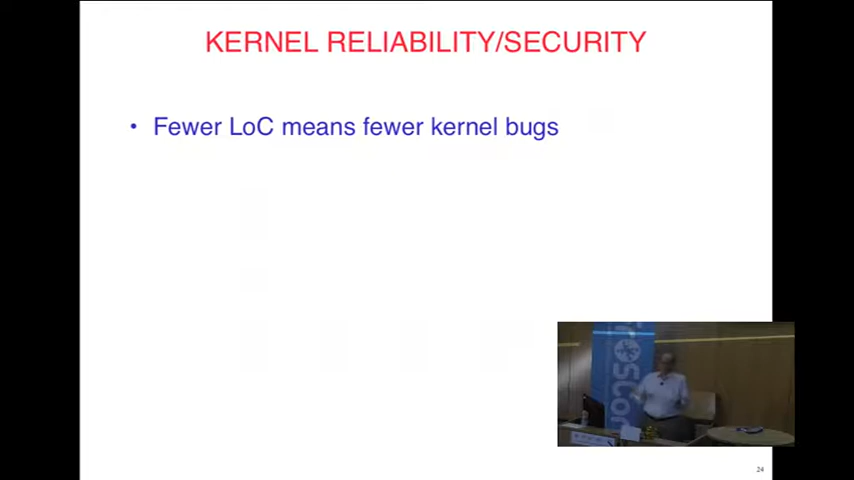 KERNEL RELIABILITY/SECURITY
• Fewer LoC means fewer kernel bugs
24